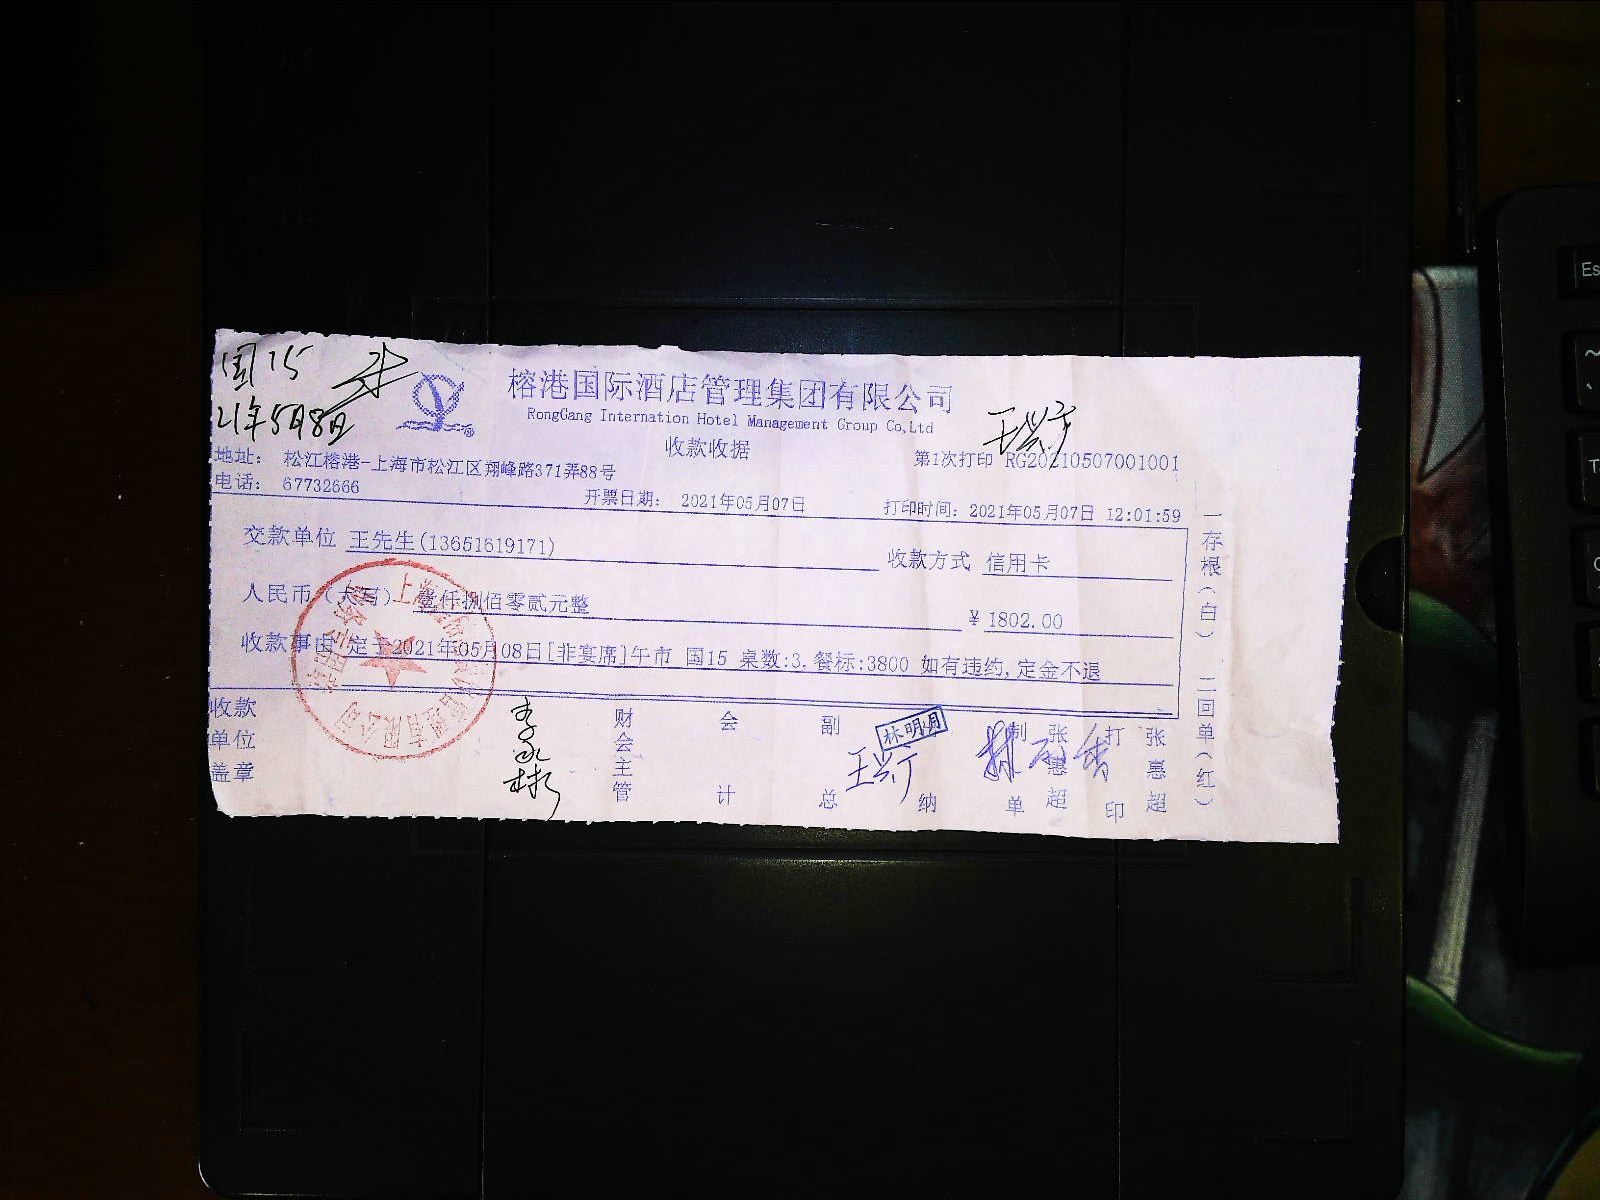 国15
21年5月8日
榕港国际酒店管理集团有限公司
RongGang Internation Hotel Management Group Co,Ltd
收款收据
第1次打印 RG20210507001001
地址： 松江榕港-上海市松江区翔峰路371弄88号
电话： 67732666
开票日期： 2021年05月07日
打印时间：2021年05月07日 12:01:59
交款单位 王先生(13651619171)
收款方式 信用卡
人民币（大写） 壹仟捌佰零贰元整
¥ 1802.00
收款事由 定于2021年05月08日[非宴席]午市 国15 桌数:3.餐标:3800 如有违约,定金不退
收款单位盖章
财会主管
会计
副总
林明月
纳
制单
张惠超
打印
张惠超
一存根（白） 二回单（红）
Es